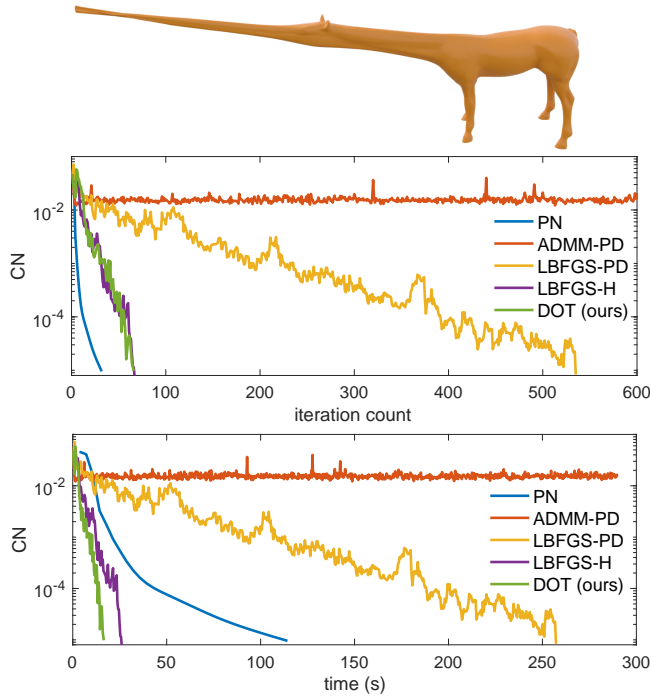 10^-2
10^-4
CN
PN
ADMM-PD
LBFGS-PD
LBFGS-H
DOT (ours)
0 100 200 300 400 500 600
iteration count
10^-2
10^-4
CN
PN
ADMM-PD
LBFGS-PD
LBFGS-H
DOT (ours)
0 50 100 150 200 250 300
time (s)